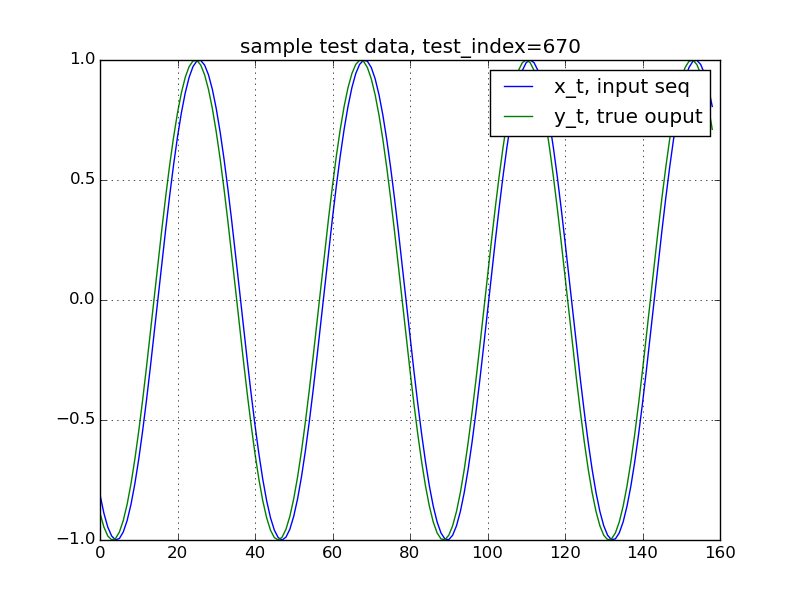 sample test data, test_index=670
1.0
x_t, input seq
y_t, true ouput
0.5
0.0
−0.5
−1.0
0 20 40 60 80 100 120 140 160